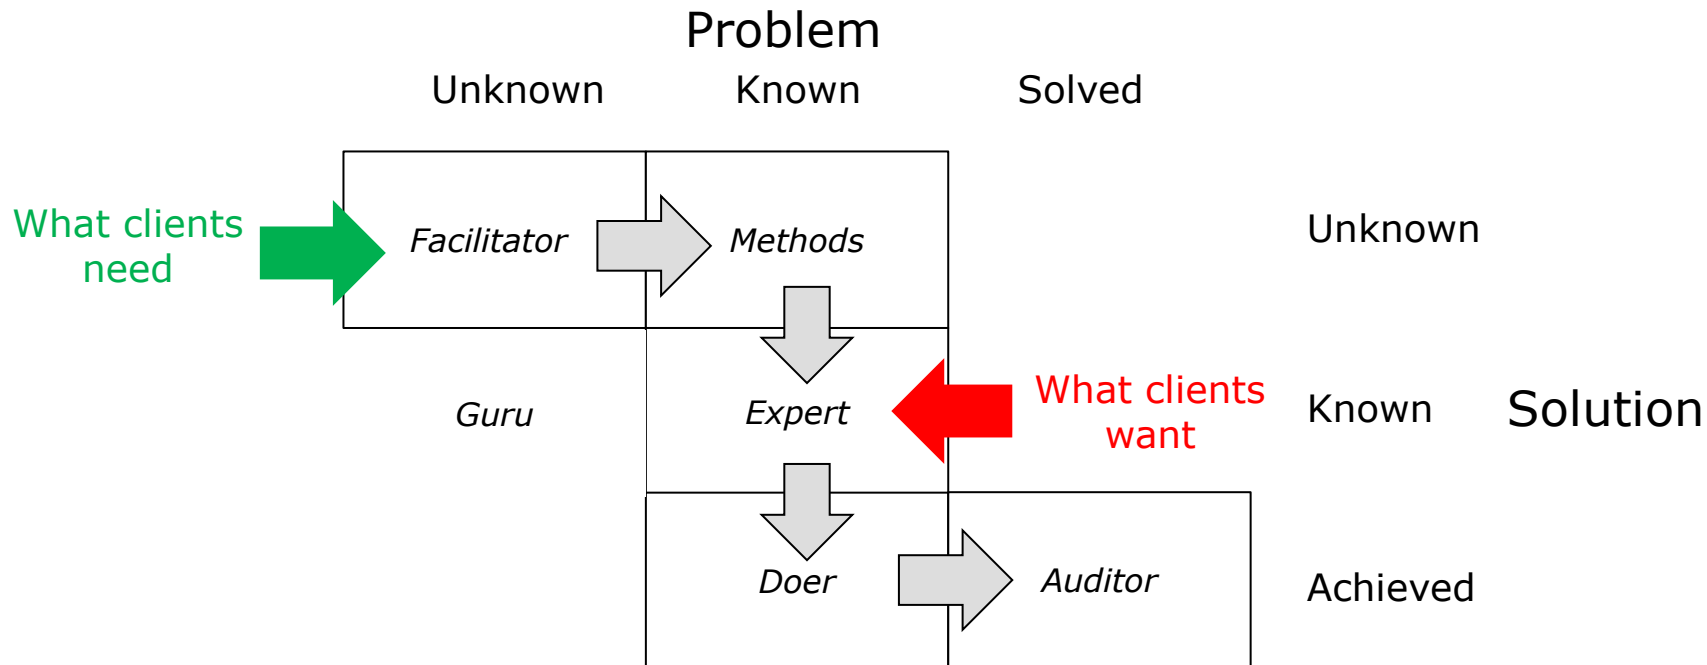 Problem
Unknown Known Solved
What clients
need
Facilitator Methods
Unknown
Guru Expert
What clients
want
Known Solution
Doer Auditor Achieved